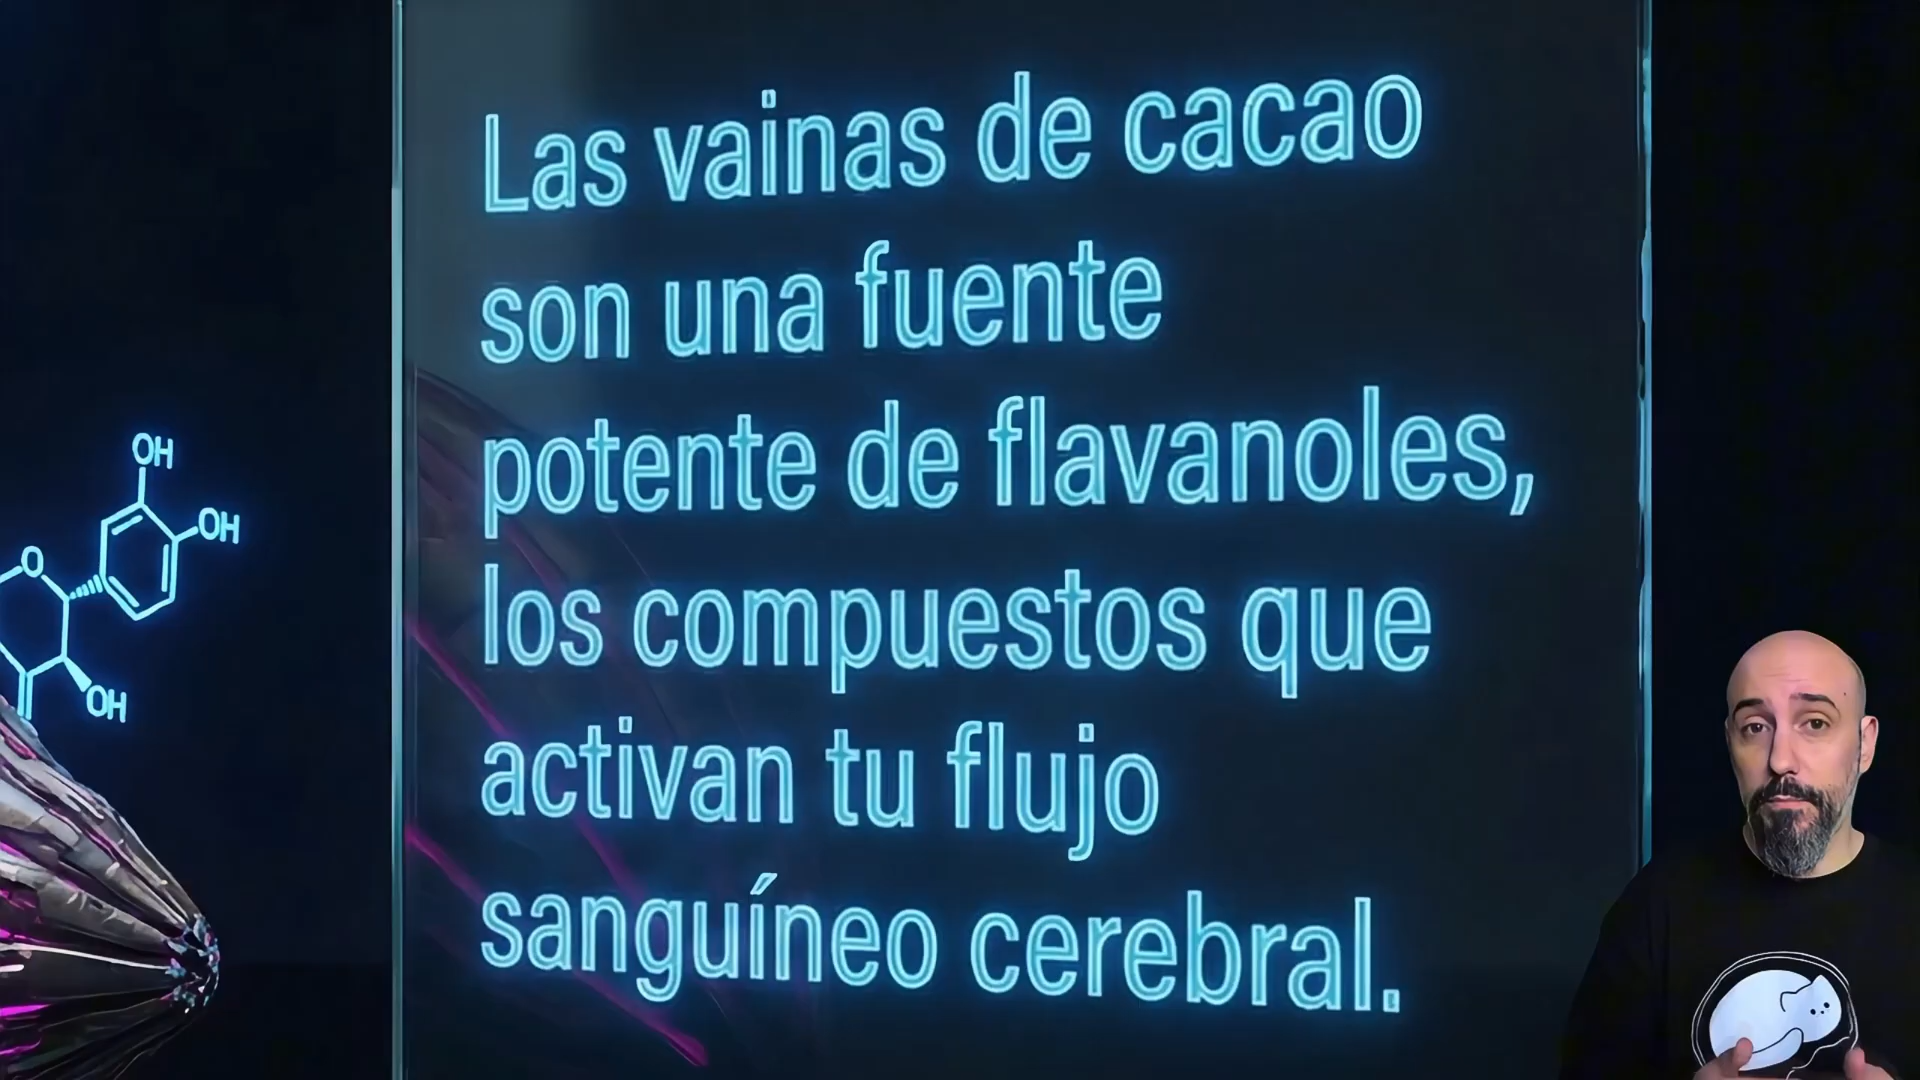 Las vainas de cacao
son una fuente
potente de flavanoles,
los compuestos que
activan tu flujo
sanguíneo cerebral.
OH
OH
O
OH